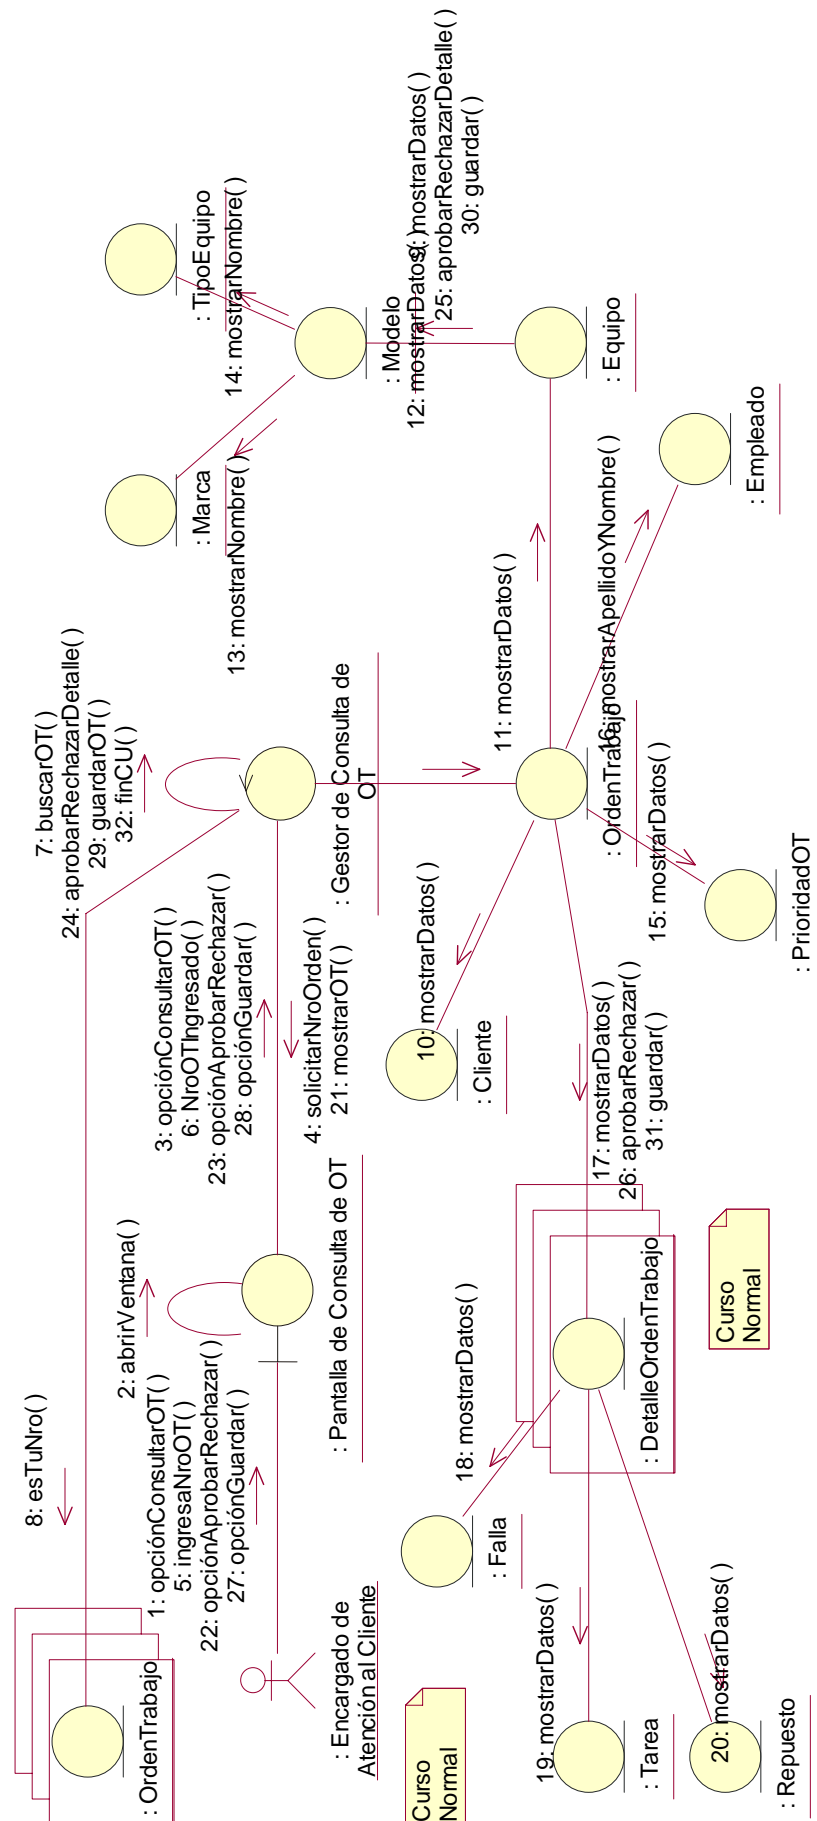 : OrdenTrabajo
8: esTuNro( )
: Encargado de
Atención al Cliente
1: opciónConsultarOT( )
5: ingresaNroOT( )
22: opciónAprobarRechazar( )
27: opciónGuardar( )
2: abrirVentana( )
: Pantalla de Consulta de OT
3: opciónConsultarOT( )
6: NroOTIngresado( )
23: opciónAprobarRechazar( )
28: opciónGuardar( )
4: solicitarNroOrden( )
21: mostrarOT( )
7: buscarOT( )
24: aprobarRechazarDetalle( )
29: guardarOT( )
32: finCU( )
: Gestor de Consulta de
OT
9: mostrarDatos( )
25: aprobarRechazarDetalle( )
30: guardar( )
: OrdenTrabajo
10: mostrarDatos( )
: Cliente
11: mostrarDatos( )
: Equipo
12: mostrarDatos( )
: Modelo
13: mostrarNombre( )
: Marca
14: mostrarNombre( )
: TipoEquipo
15: mostrarDatos( )
: PrioridadOT
16: mostrarApellidoYNombre( )
: Empleado
17: mostrarDatos( )
26: aprobarRechazar( )
31: guardar( )
: DetalleOrdenTrabajo
18: mostrarDatos( )
: Falla
19: mostrarDatos( )
: Tarea
20: mostrarDatos( )
: Repuesto
Curso
Normal
Curso
Normal